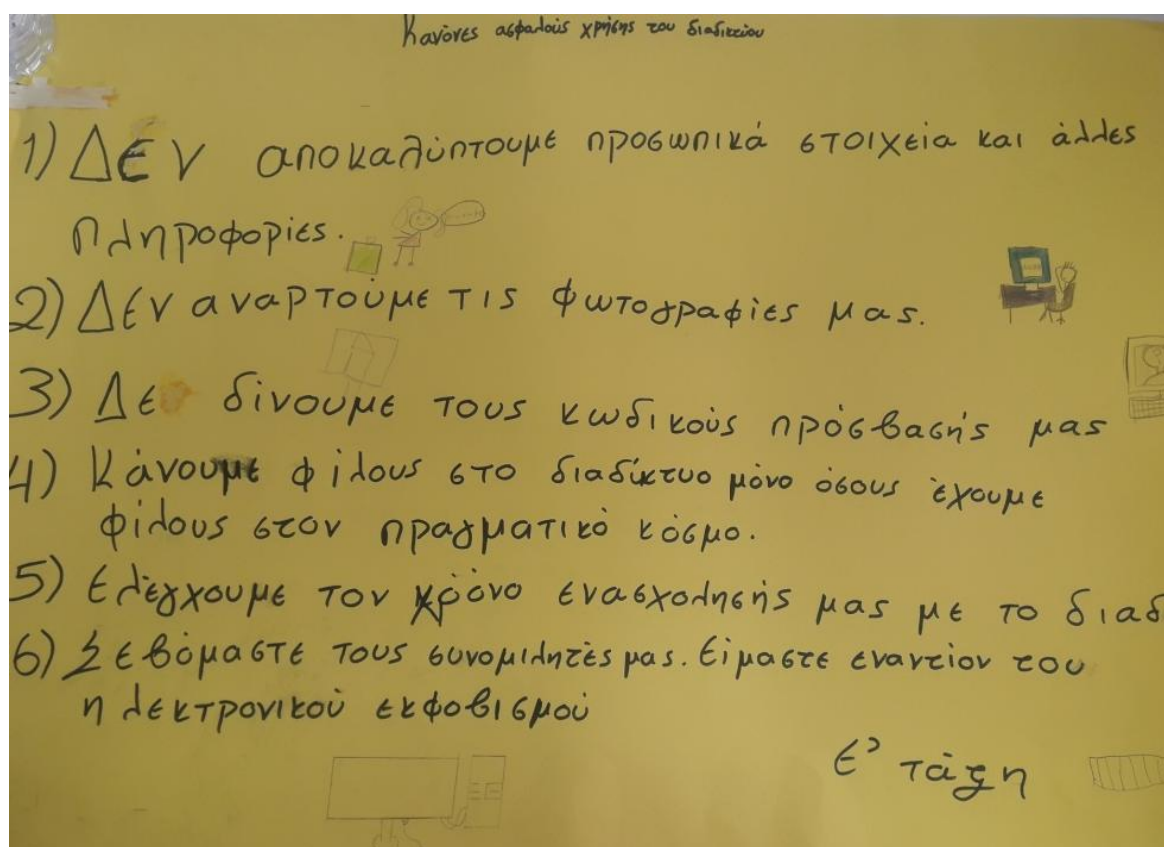 Κανόνες ασφαλούς χρήσης του διαδικτύου
1) ΔΕΝ αποκαλύπτουμε προσωπικά στοιχεία και άλλες
πληροφορίες.
2) ΔΕΝ αναρτούμε τις φωτογραφίες μας.
3) Δε δίνουμε τους κωδικούς πρόσβασής μας
4) Κάνουμε φίλους στο διαδίκτυο μόνο όσους έχουμε
φίλους στον πραγματικό κόσμο.
5) Ελέγχουμε τον χρόνο ενασχολησής μας με το διαδ
6) Σεβόμαστε τους συνομιλητές μας. Είμαστε εναντίον του
ηλεκτρονικού εκφοβισμού
Ε' τάξη